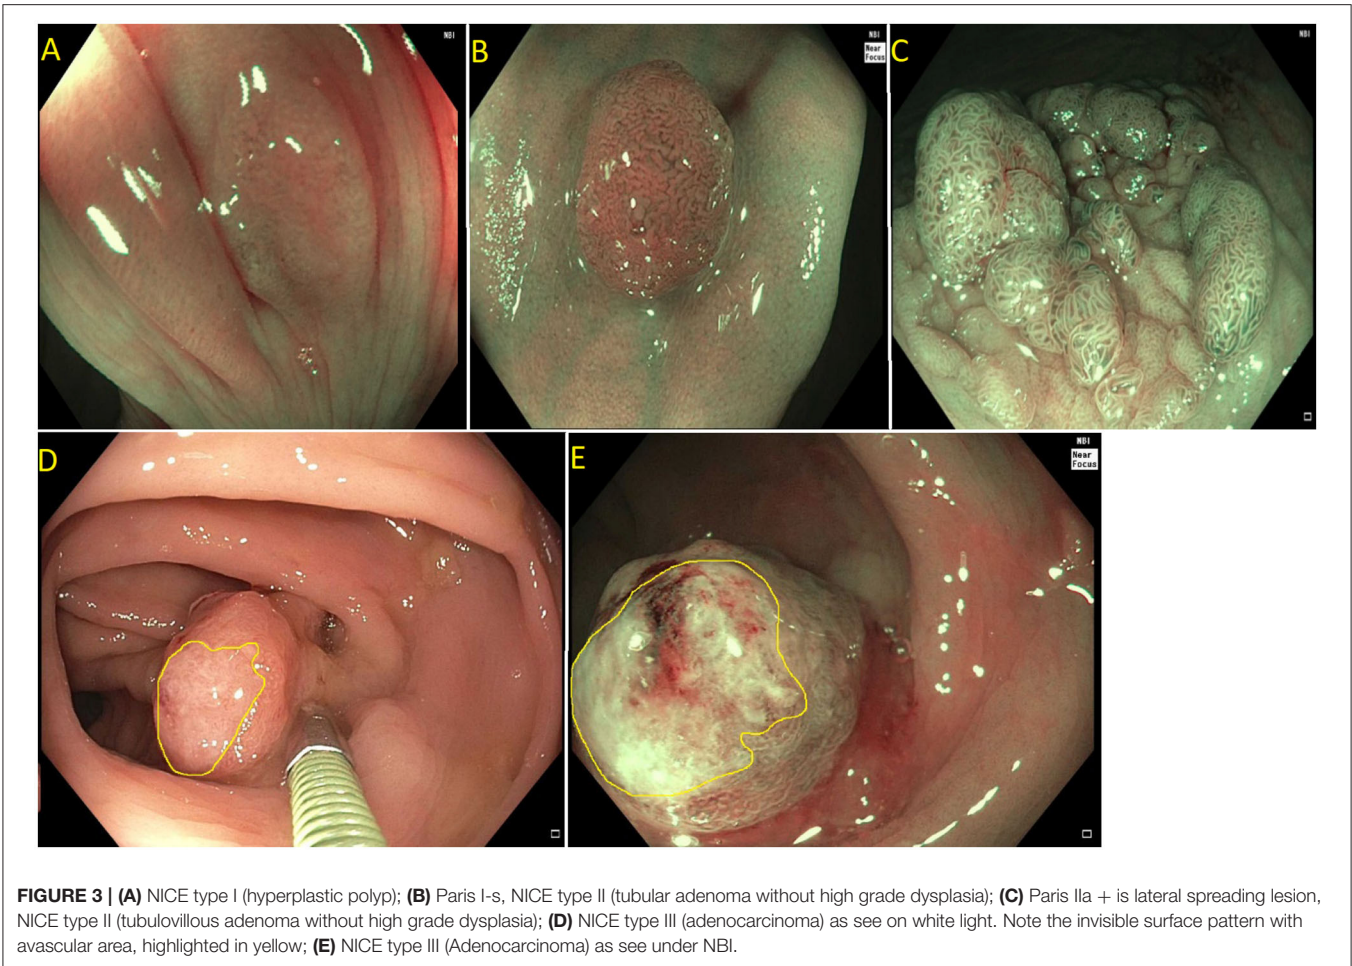 A
NBI
B
NBI
Near
Focus
C
NBI
D
E
NBI
Near
Focus
FIGURE 3 | (A) NICE type I (hyperplastic polyp); (B) Paris I-s, NICE type II (tubular adenoma without high grade dysplasia); (C) Paris IIa + is lateral spreading lesion,
NICE type II (tubulovillous adenoma without high grade dysplasia); (D) NICE type III (adenocarcinoma) as see on white light. Note the invisible surface pattern with
avascular area, highlighted in yellow; (E) NICE type III (Adenocarcinoma) as see under NBI.